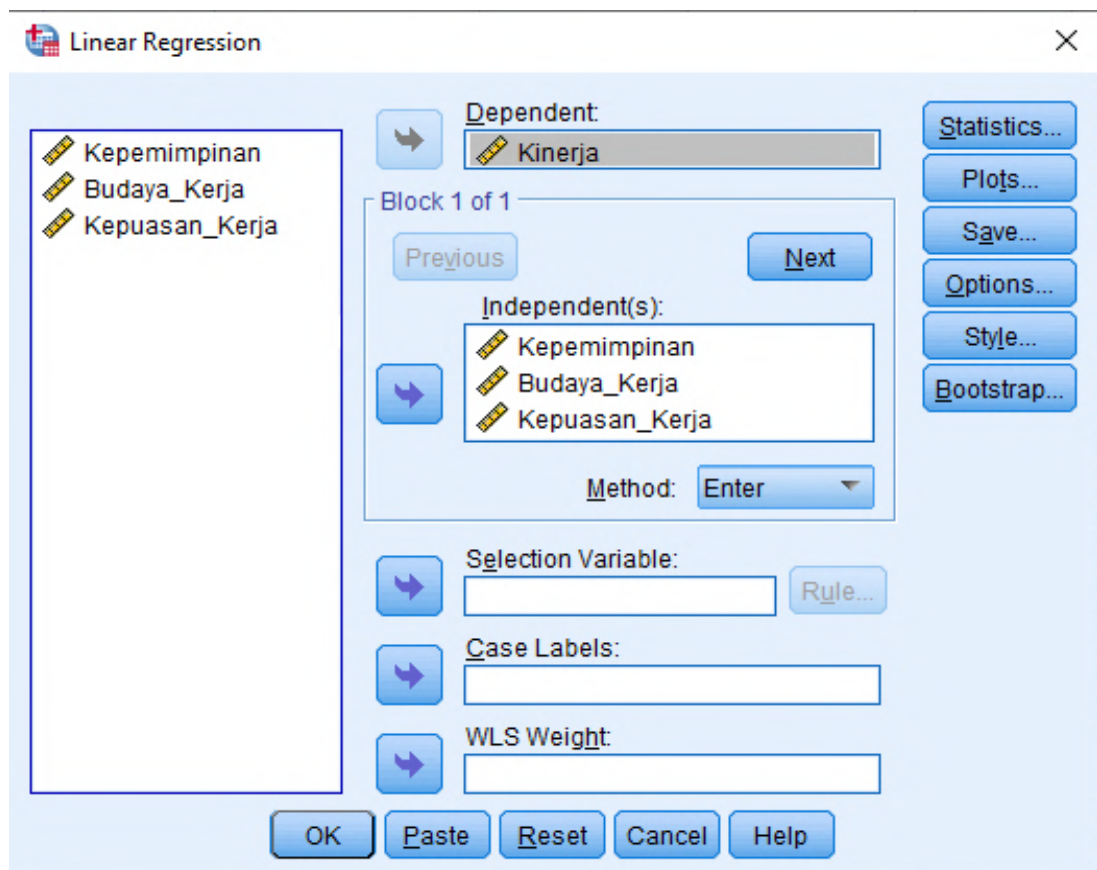 Linear Regression
Kepemimpinan
Budaya_Kerja
Kepuasan_Kerja
Dependent:
Kinerja
Block 1 of 1
Previous
Next
Independent(s):
Kepemimpinan
Budaya_Kerja
Kepuasan_Kerja
Method: Enter
Selection Variable:
Rule...
Case Labels:
WLS Weight:
Statistics...
Plots...
Save...
Options...
Style...
Bootstrap...
OK Paste Reset Cancel Help